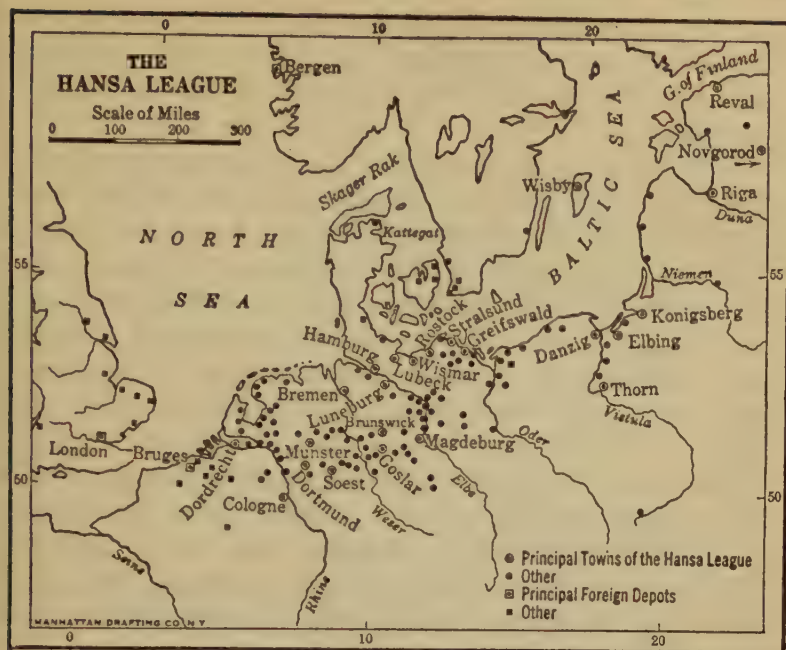 0 10 20
THE
HANSA LEAGUE
Scale of Miles
0 100 200 300
Bergen
G. of FINLAND
Reval
Novgorod
Skager Rak
Wisby
BALTIC SEA
Riga
Duna
NORTH
SEA
Kattegat
55
55
Niemen
Rostock
Stralsund
Greifswald
Konigsberg
Hamburg
Wismar
Lubeck
Danzig
Elbing
Bremen
Luneburg
Thorn
Brunswick
Vistula
London
Bruges
Magdeburg
Oder
Dordrecht
Munster
Goslar
Soest
50
Dortmund
Elbe
50
Cologne
Weser
Seine
Rhine
Principal Towns of the Hansa League
Other
Principal Foreign Depots
Other
MANHATTAN DRAFTING CO. N.Y.
0 10 20